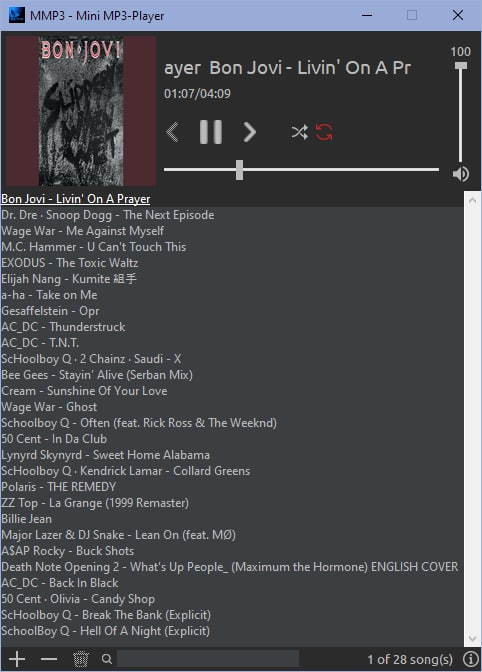 MMP3 - Mini MP3-Player
BON JOVI
SLIPPERY
WHEN
WET
ayer Bon Jovi - Livin' On A Pr
01:07/04:09
100
Bon Jovi - Livin' On A Prayer
Dr. Dre · Snoop Dogg - The Next Episode
Wage War - Me Against Myself
M.C. Hammer - U Can't Touch This
EXODUS - The Toxic Waltz
Elijah Nang - Kumite 組手
a-ha - Take on Me
Gesaffelstein - Opr
AC_DC - Thunderstruck
AC_DC - T.N.T.
ScHoolboy Q · 2 Chainz · Saudi - X
Bee Gees - Stayin’ Alive (Serban Mix)
Cream - Sunshine Of Your Love
Wage War - Ghost
Schoolboy Q - Often (feat. Rick Ross & The Weeknd)
50 Cent - In Da Club
Lynyrd Skynyrd - Sweet Home Alabama
ScHoolboy Q · Kendrick Lamar - Collard Greens
Polaris - THE REMEDY
ZZ Top - La Grange (1999 Remaster)
Billie Jean
Major Lazer & DJ Snake - Lean On (feat. MØ)
A$AP Rocky - Buck Shots
Death Note Opening 2 - What's Up People_ (Maximum the Hormone) ENGLISH COVER
AC_DC - Back In Black
50 Cent · Olivia - Candy Shop
ScHoolboy Q - Break The Bank (Explicit)
ScHoolboy Q - Hell Of A Night (Explicit)
1 of 28 song(s)